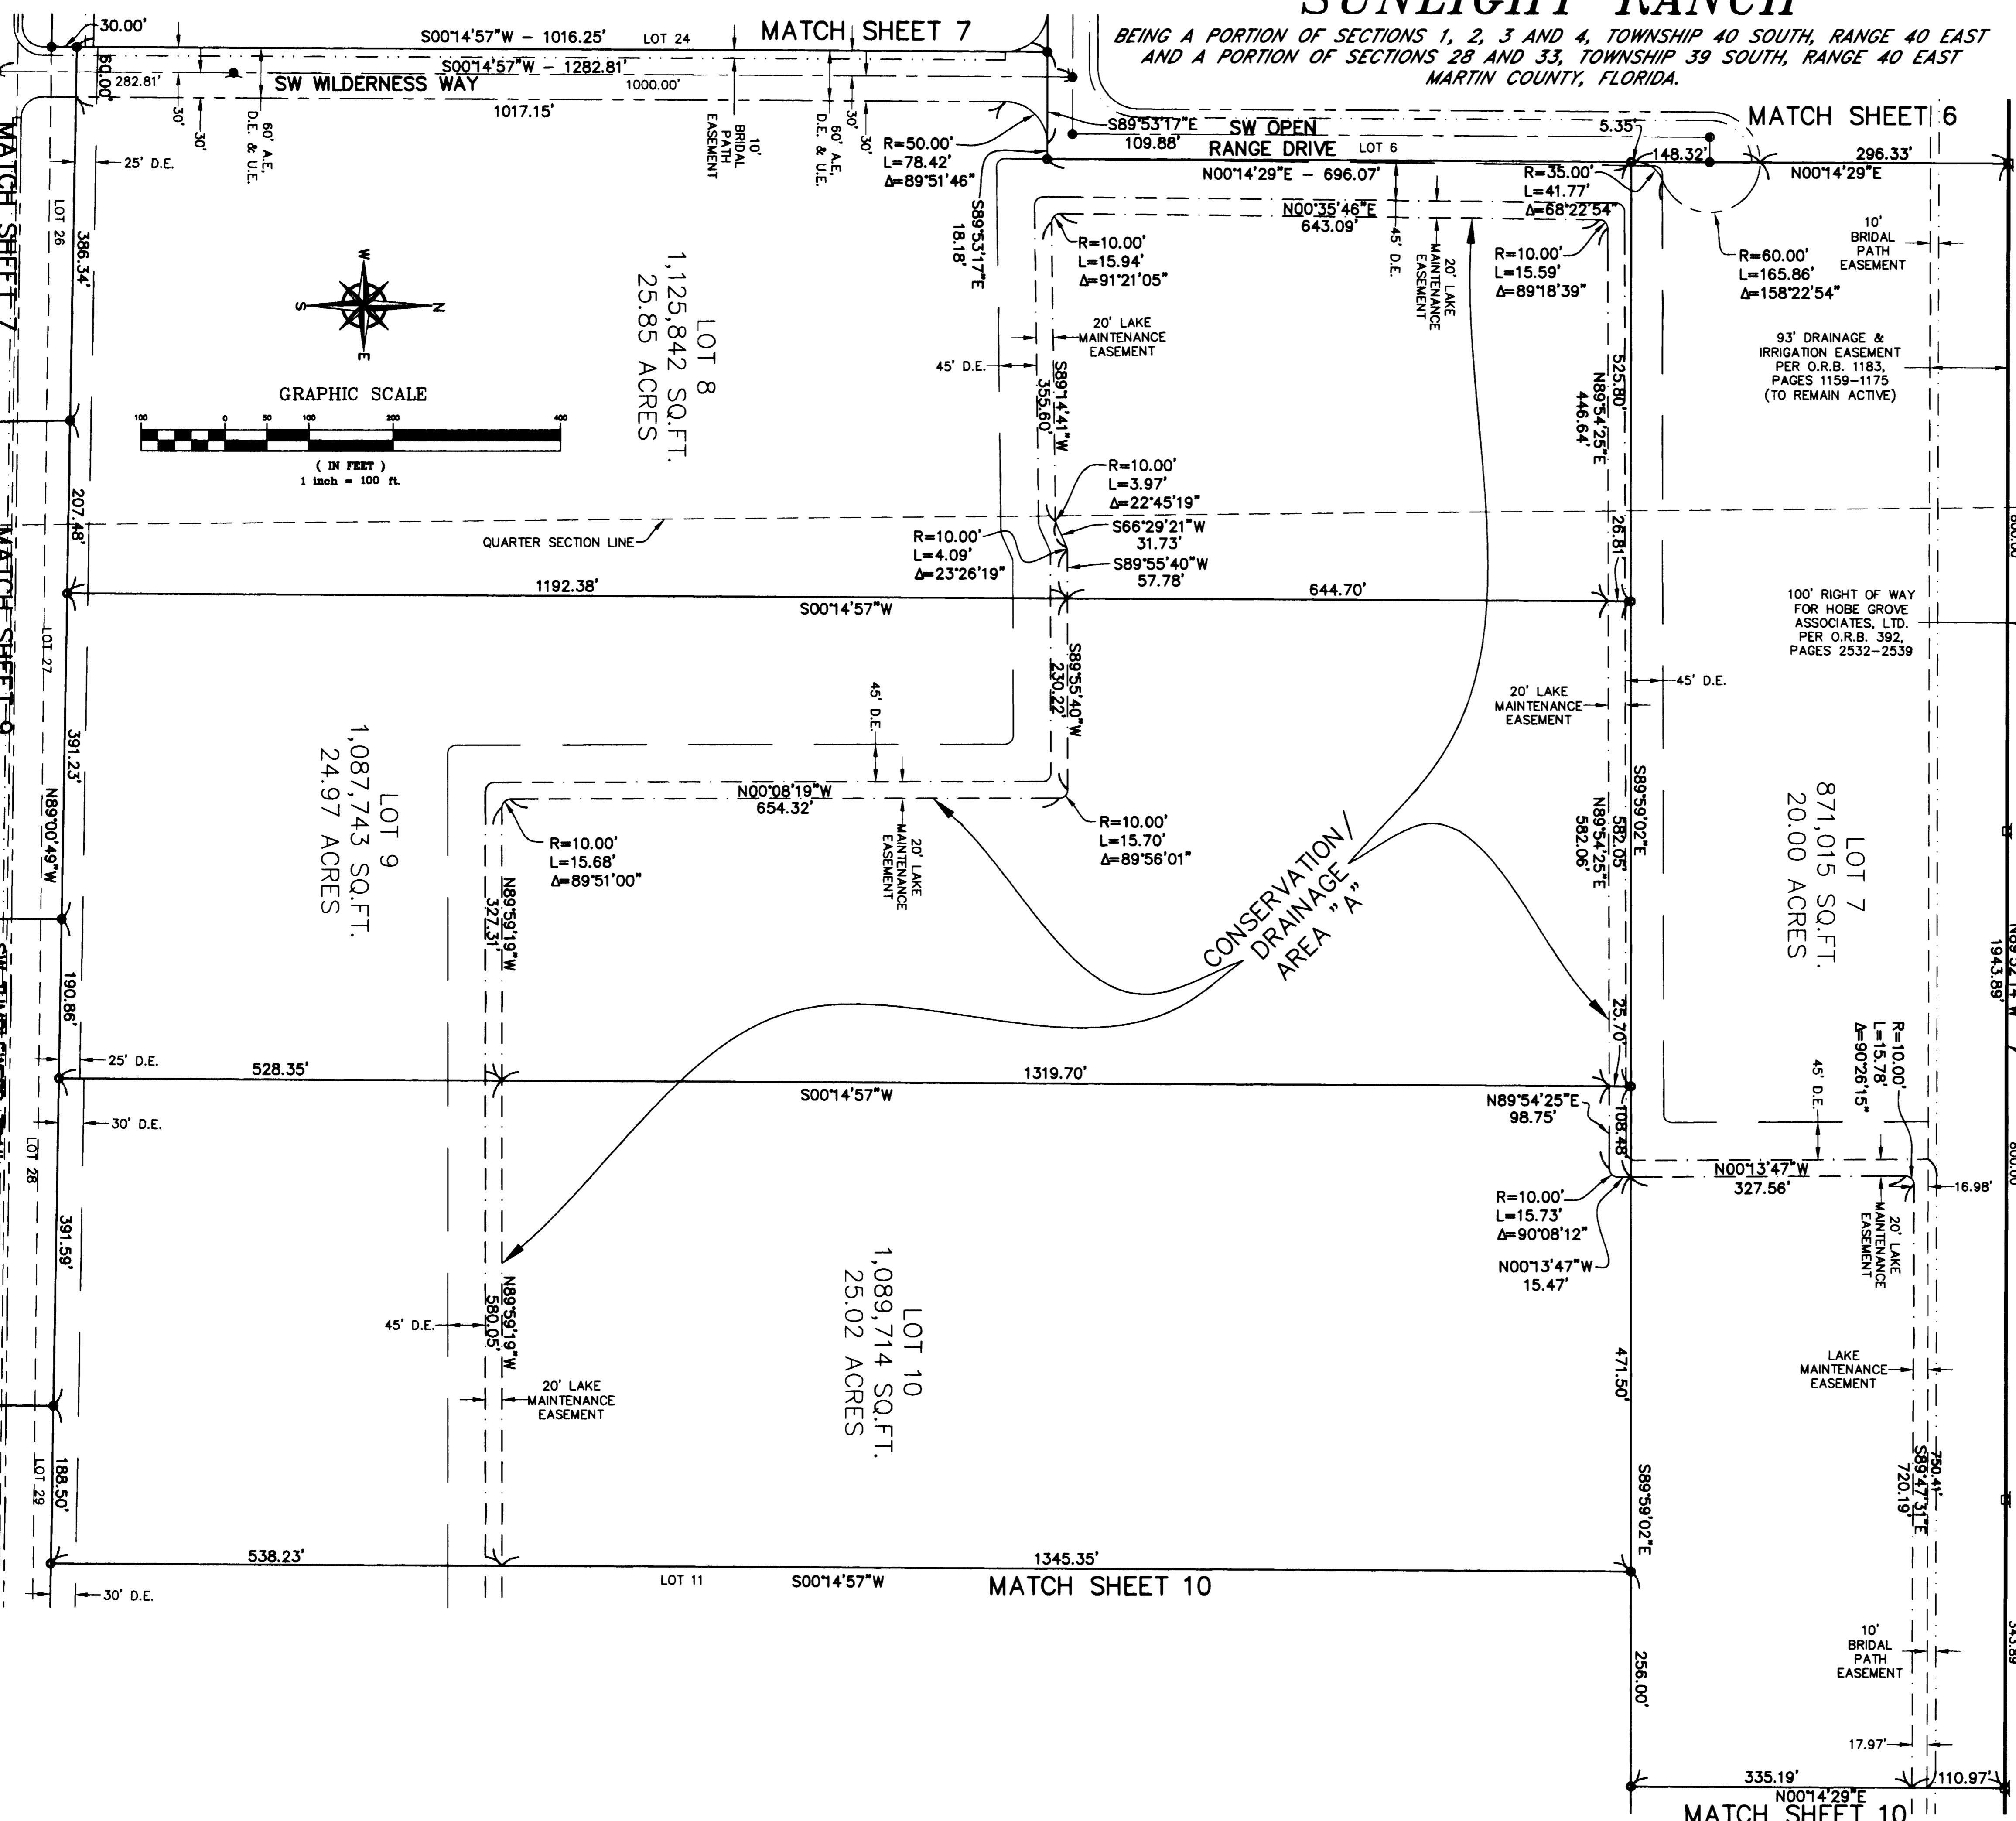 SUNLIGHT RANCH
BEING A PORTION OF SECTIONS 1, 2, 3 AND 4, TOWNSHIP 40 SOUTH, RANGE 40 EAST
AND A PORTION OF SECTIONS 28 AND 33, TOWNSHIP 39 SOUTH, RANGE 40 EAST
MARTIN COUNTY, FLORIDA.
MATCH SHEET 7
MATCH SHEET 6
30.00'
S00°14'57"W - 1016.25'
LOT 24
S00°14'57"W - 1282.81'
60.00'
282.81'
SW WILDERNESS WAY
1000.00'
1017.15'
30'
30'
60' A.E,
D.E. & U.E.
10'
BRIDAL
PATH
EASEMENT
60' A.E,
D.E. & U.E.
30'
30'
R=50.00'
L=78.42'
Δ=89°51'46"
S89°53'17"E
109.88'
SW OPEN
RANGE DRIVE
LOT 6
N00°14'29"E - 696.07'
5.35'
148.32'
296.33'
N00°14'29"E
R=35.00'
L=41.77'
Δ=68°22'54"
S89°53'17"E
18.18'
N00°35'46"E
643.09'
45' D.E.
20' LAKE
MAINTENANCE
EASEMENT
R=10.00'
L=15.94'
Δ=91°21'05"
R=10.00'
L=15.59'
Δ=89°18'39"
R=60.00'
L=165.86'
Δ=158°22'54"
10'
BRIDAL
PATH
EASEMENT
25' D.E.
LOT 26
386.34'
MATCH SHEET 7
W
S
N
E
GRAPHIC SCALE
100
0
50
100
200
400
( IN FEET )
1 inch = 100 ft.
LOT 8
1,125,842 SQ.FT.
25.85 ACRES
20' LAKE
MAINTENANCE
EASEMENT
45' D.E.
S89°14'41"W
355.60'
525.80'
N89°54'25"E
446.64'
93' DRAINAGE &
IRRIGATION EASEMENT
PER O.R.B. 1183,
PAGES 1159-1175
(TO REMAIN ACTIVE)
207.48'
QUARTER SECTION LINE
R=10.00'
L=3.97'
Δ=22°45'19"
S66°29'21"W
31.73'
R=10.00'
L=4.09'
Δ=23°26'19"
S89°55'40"W
57.78'
26.81'
800.00'
1192.38'
S00°14'57"W
644.70'
100' RIGHT OF WAY
FOR HOBE GROVE
ASSOCIATES, LTD.
PER O.R.B. 392,
PAGES 2532-2539
MATCH SHEET 9
LOT 27
391.23'
N89°00'49"W
S89°55'40"W
230.22'
45' D.E.
20' LAKE
MAINTENANCE
EASEMENT
45' D.E.
LOT 9
1,087,743 SQ.FT.
24.97 ACRES
N00°08'19"W
654.32'
20' LAKE
MAINTENANCE
EASEMENT
R=10.00'
L=15.68'
Δ=89°51'00"
R=10.00'
L=15.70'
Δ=89°56'01"
N89°59'19"W
327.31'
CONSERVATION/
DRAINAGE
AREA "A"
S89°59'02"E
582.05'
N89°54'25"E
582.06'
LOT 7
871,015 SQ.FT.
20.00 ACRES
N89°52'14"W
1943.89'
190.86'
25' D.E.
528.35'
1319.70'
S00°14'57"W
25.70'
30' D.E.
LOT 28
N89°54'25"E
98.75'
108.48'
R=10.00'
L=15.78'
Δ=90°26'15"
45' D.E.
800.00'
N00°13'47"W
327.56'
16.98'
20' LAKE
MAINTENANCE
EASEMENT
R=10.00'
L=15.73'
Δ=90°08'12"
N00°13'47"W
15.47'
391.59'
45' D.E.
N89°59'19"W
580.05'
20' LAKE
MAINTENANCE
EASEMENT
LOT 10
1,089,714 SQ.FT.
25.02 ACRES
471.50'
LAKE
MAINTENANCE
EASEMENT
750.41'
S89°47'31"E
720.19'
LOT 29
188.50'
S89°59'02"E
538.23'
1345.35'
LOT 11
S00°14'57"W
MATCH SHEET 10
30' D.E.
343.89'
10'
BRIDAL
PATH
EASEMENT
256.00'
17.97'
335.19'
110.97'
N00°14'29"E
MATCH SHEET 10